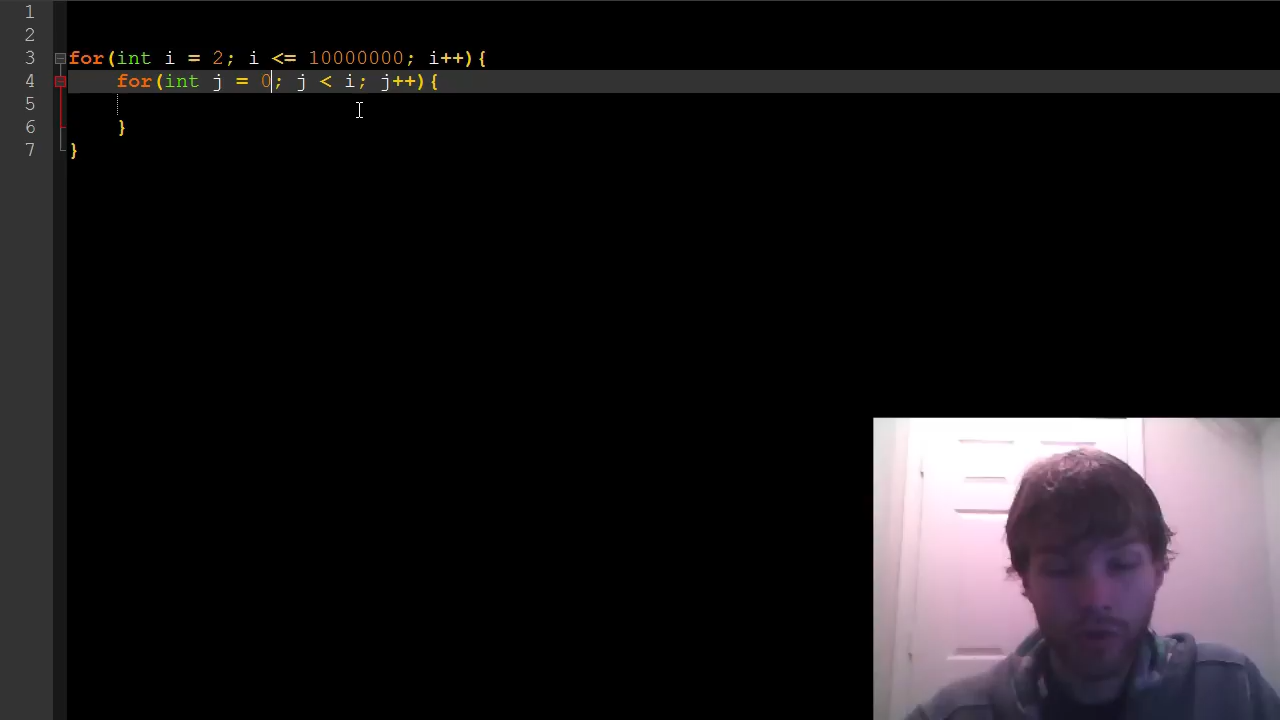 1
2
3 for(int i = 2; i <= 10000000; i++){
4 for(int j = 0; j < i; j++){
5
6 }
7 }